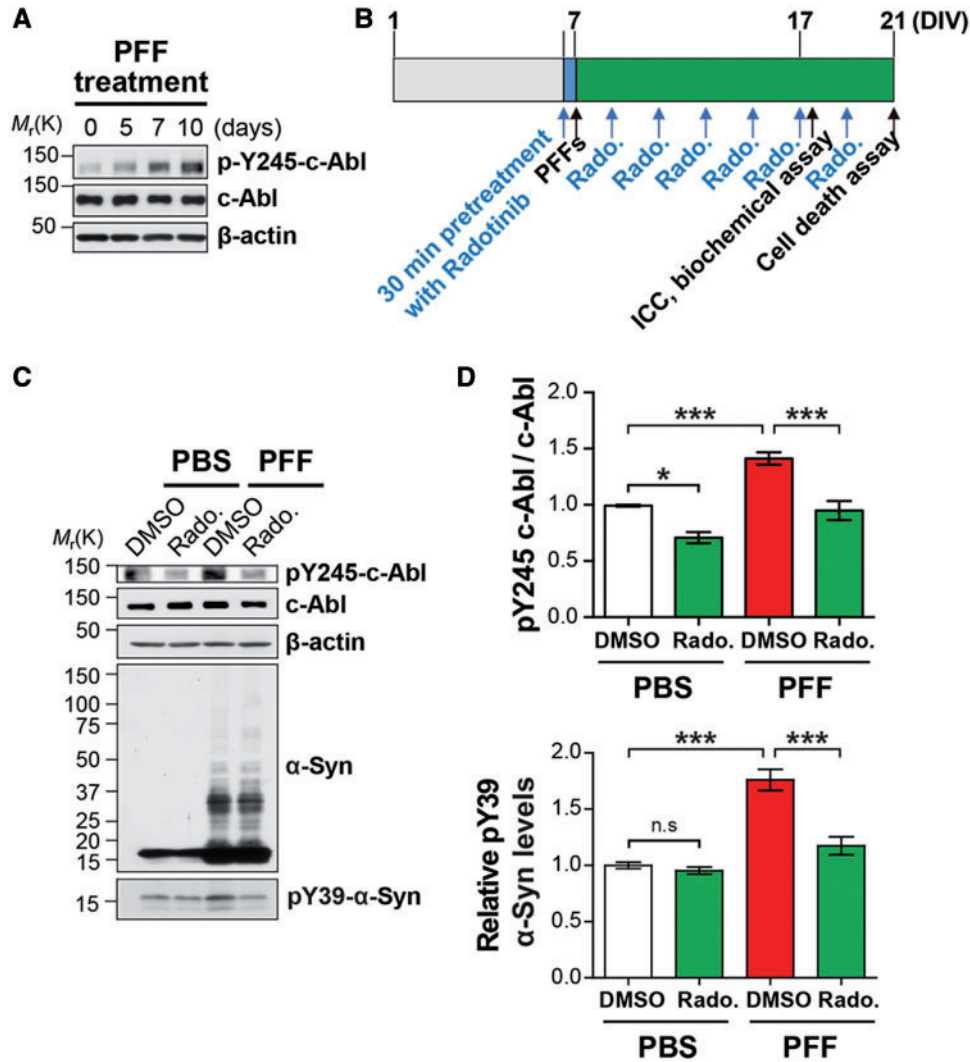 A
PFF
treatment
Mr(K) 0 5 7 10 (days)
150 p-Y245-c-Abl
150 c-Abl
50 β-actin
B
1 7 17 21 (DIV)
30 min pretreatment
with Radotinib
PFFs
Rado.
Rado.
Rado.
Rado.
Rado.
ICC, biochemical assay
Rado.
Cell death assay
C
PBS PFF
Mr(K) DMSO Rado. DMSO Rado.
150 pY245-c-Abl
150 c-Abl
50 β-actin
150
100
75
50 α-Syn
37
25
20
15
15 pY39-α-Syn
D
pY245 c-Abl / c-Abl
2.0
1.5
1.0
0.5
0.0
*
***
***
DMSO Rado. DMSO Rado.
PBS PFF
Relative pY39
α-Syn levels
2.0
1.5
1.0
0.5
0.0
n.s
***
***
DMSO Rado. DMSO Rado.
PBS PFF